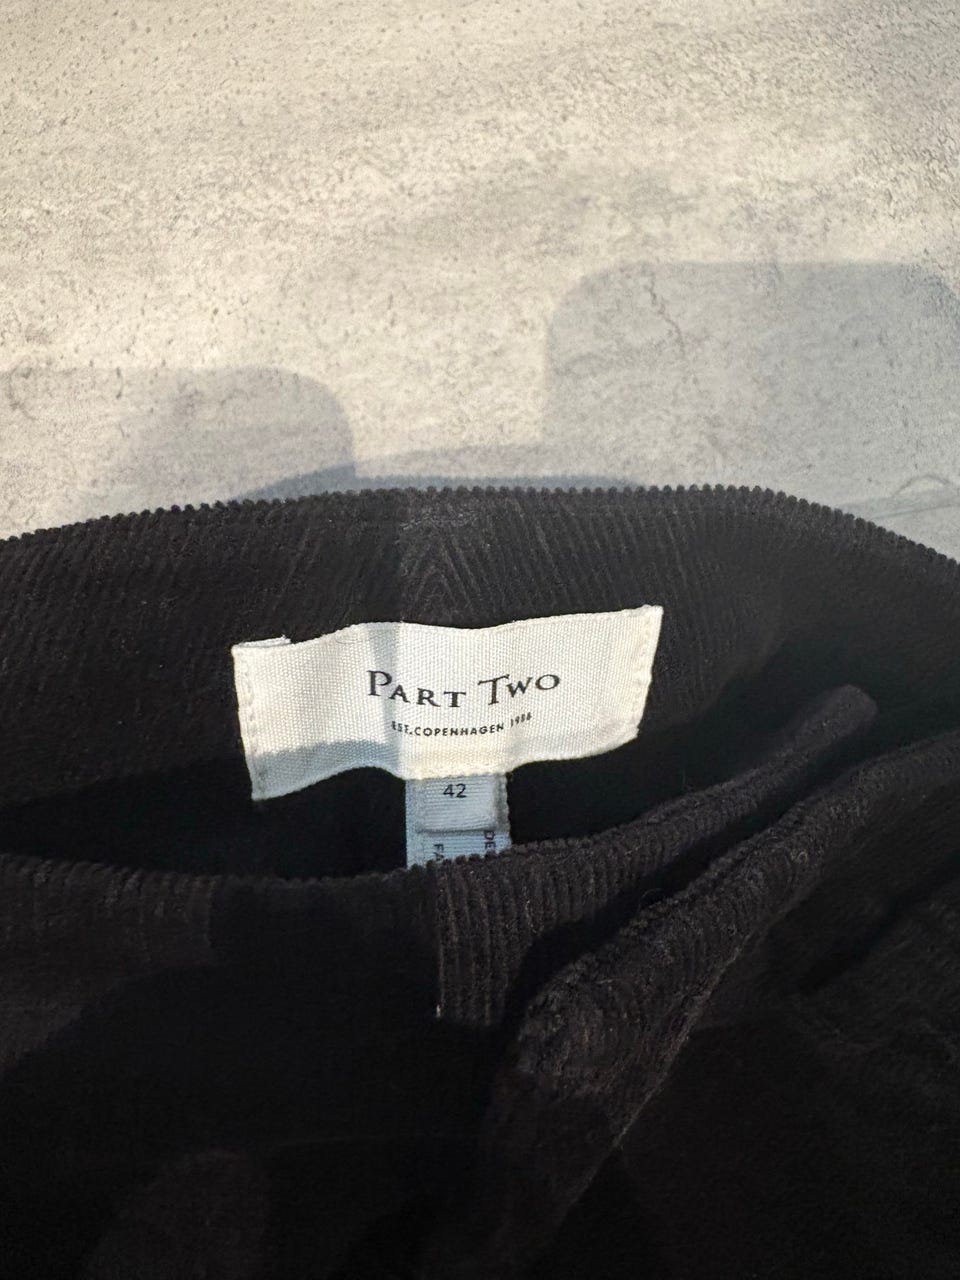 PART TWO
EST. COPENHAGEN 1986
42